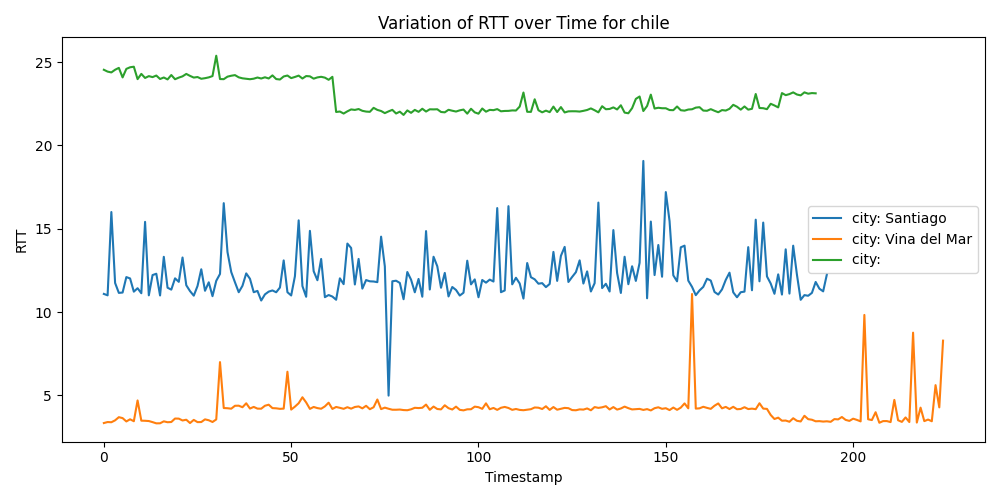 Variation of RTT over Time for chile
RTT
25
20
15
10
5
0
50
100
150
200
Timestamp
city: Santiago
city: Vina del Mar
city: